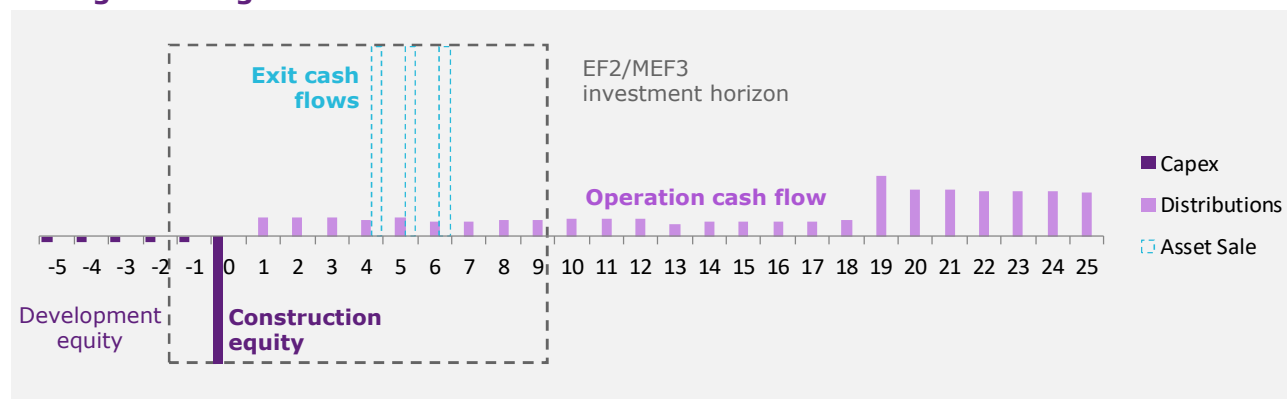 Exit cash
flows
EF2/MEF3
investment horizon
Operation cash flow
Capex
Distributions
Asset Sale
-5 -4 -3 -2 -1 0 1 2 3 4 5 6 7 8 9 10 11 12 13 14 15 16 17 18 19 20 21 22 23 24 25
Development
equity
Construction
equity